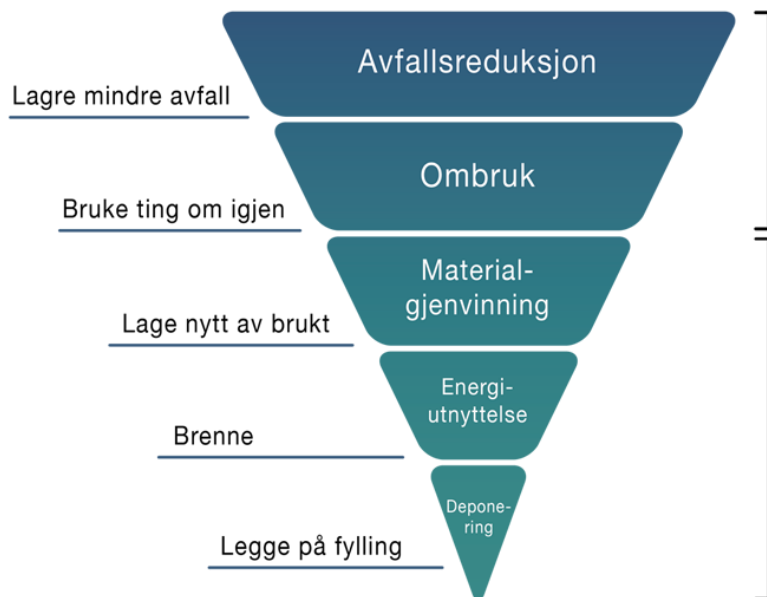 Avfallsreduksjon
Lagre mindre avfall
Ombruk
Bruke ting om igjen
Material-
gjenvinning
Lage nytt av brukt
Energi-
utnyttelse
Brenne
Depone-
ring
Legge på fylling